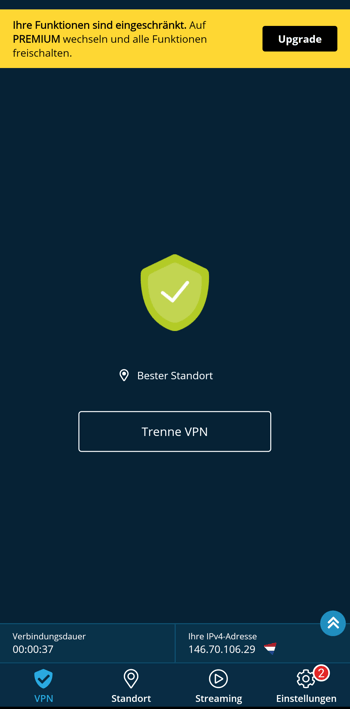 Ihre Funktionen sind eingeschränkt. Auf
PREMIUM wechseln und alle Funktionen
freischalten.
Upgrade
Bester Standort
Trenne VPN
Verbindungsdauer
00:00:37
Ihre IPv4-Adresse
146.70.106.29
2
VPN
Standort
Streaming
Einstellungen